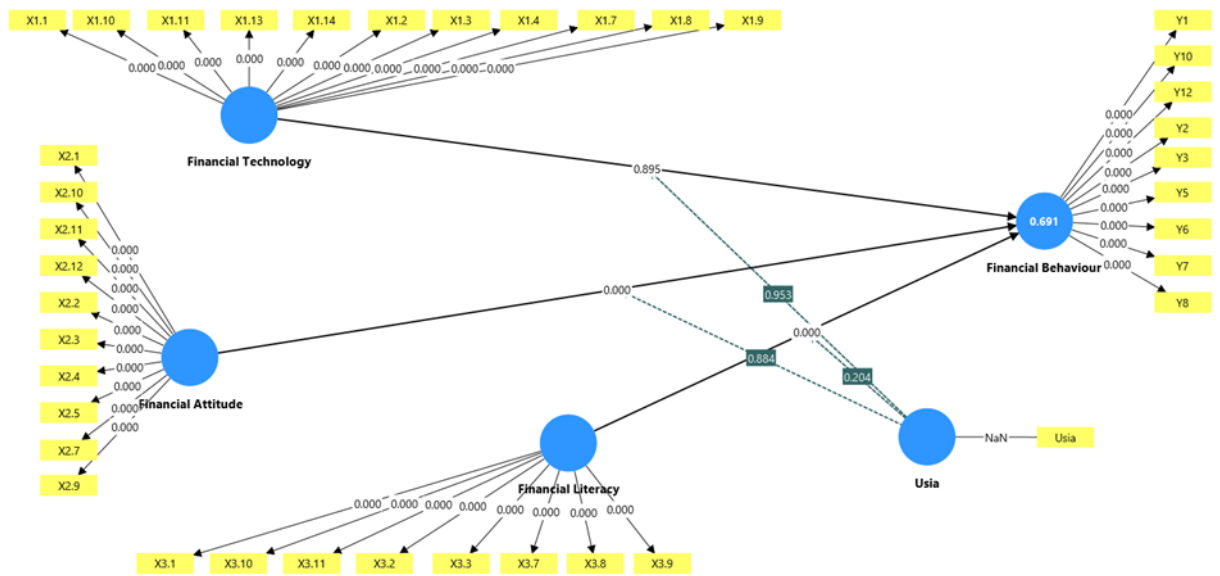 X1.1 X1.10 X1.11 X1.13 X1.14 X1.2 X1.3 X1.4 X1.7 X1.8 X1.9
0.000 0.000 0.000 0.000 0.000 0.000 0.000 0.000 0.000 0.000 0.000
Financial Technology
Y1
Y10
Y12
Y2
Y3
Y5
Y6
Y7
Y8
0.000
0.000
0.000
0.000
0.000
0.000
0.000
0.000
0.000
0.691
Financial Behaviour
0.895
X2.1
X2.10
X2.11
X2.12
X2.2
X2.3
X2.4
X2.5
X2.7
X2.9
0.000
0.000
0.000
0.000
0.000
0.000
0.000
0.000
0.000
0.000
Financial Attitude
0.000
0.953
0.000
0.884
0.204
NaN
Usia
Usia
Financial Literacy
0.000 0.000 0.000 0.000 0.000 0.000 0.000 0.000
X3.1 X3.10 X3.11 X3.2 X3.3 X3.7 X3.8 X3.9